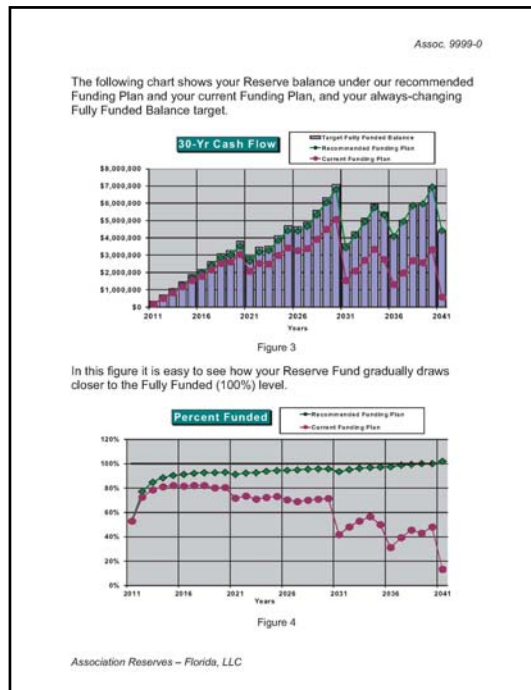 Assoc. 9999-0
The following chart shows your Reserve balance under our recommended
Funding Plan and your current Funding Plan, and your always-changing
Fully Funded Balance target.
30-Yr Cash Flow
Target Fully Funded Balance
Recommended Funding Plan
Current Funding Plan
$8,000,000
$7,000,000
$6,000,000
$5,000,000
$4,000,000
$3,000,000
$2,000,000
$1,000,000
$0
2011 2016 2021 2026 2031 2036 2041
Years
Figure 3
In this figure it is easy to see how your Reserve Fund gradually draws
closer to the Fully Funded (100%) level.
Percent Funded
Recommended Funding Plan
Current Funding Plan
120%
100%
80%
60%
40%
20%
0%
2011 2016 2021 2026 2031 2036 2041
Years
Figure 4
Association Reserves – Florida, LLC